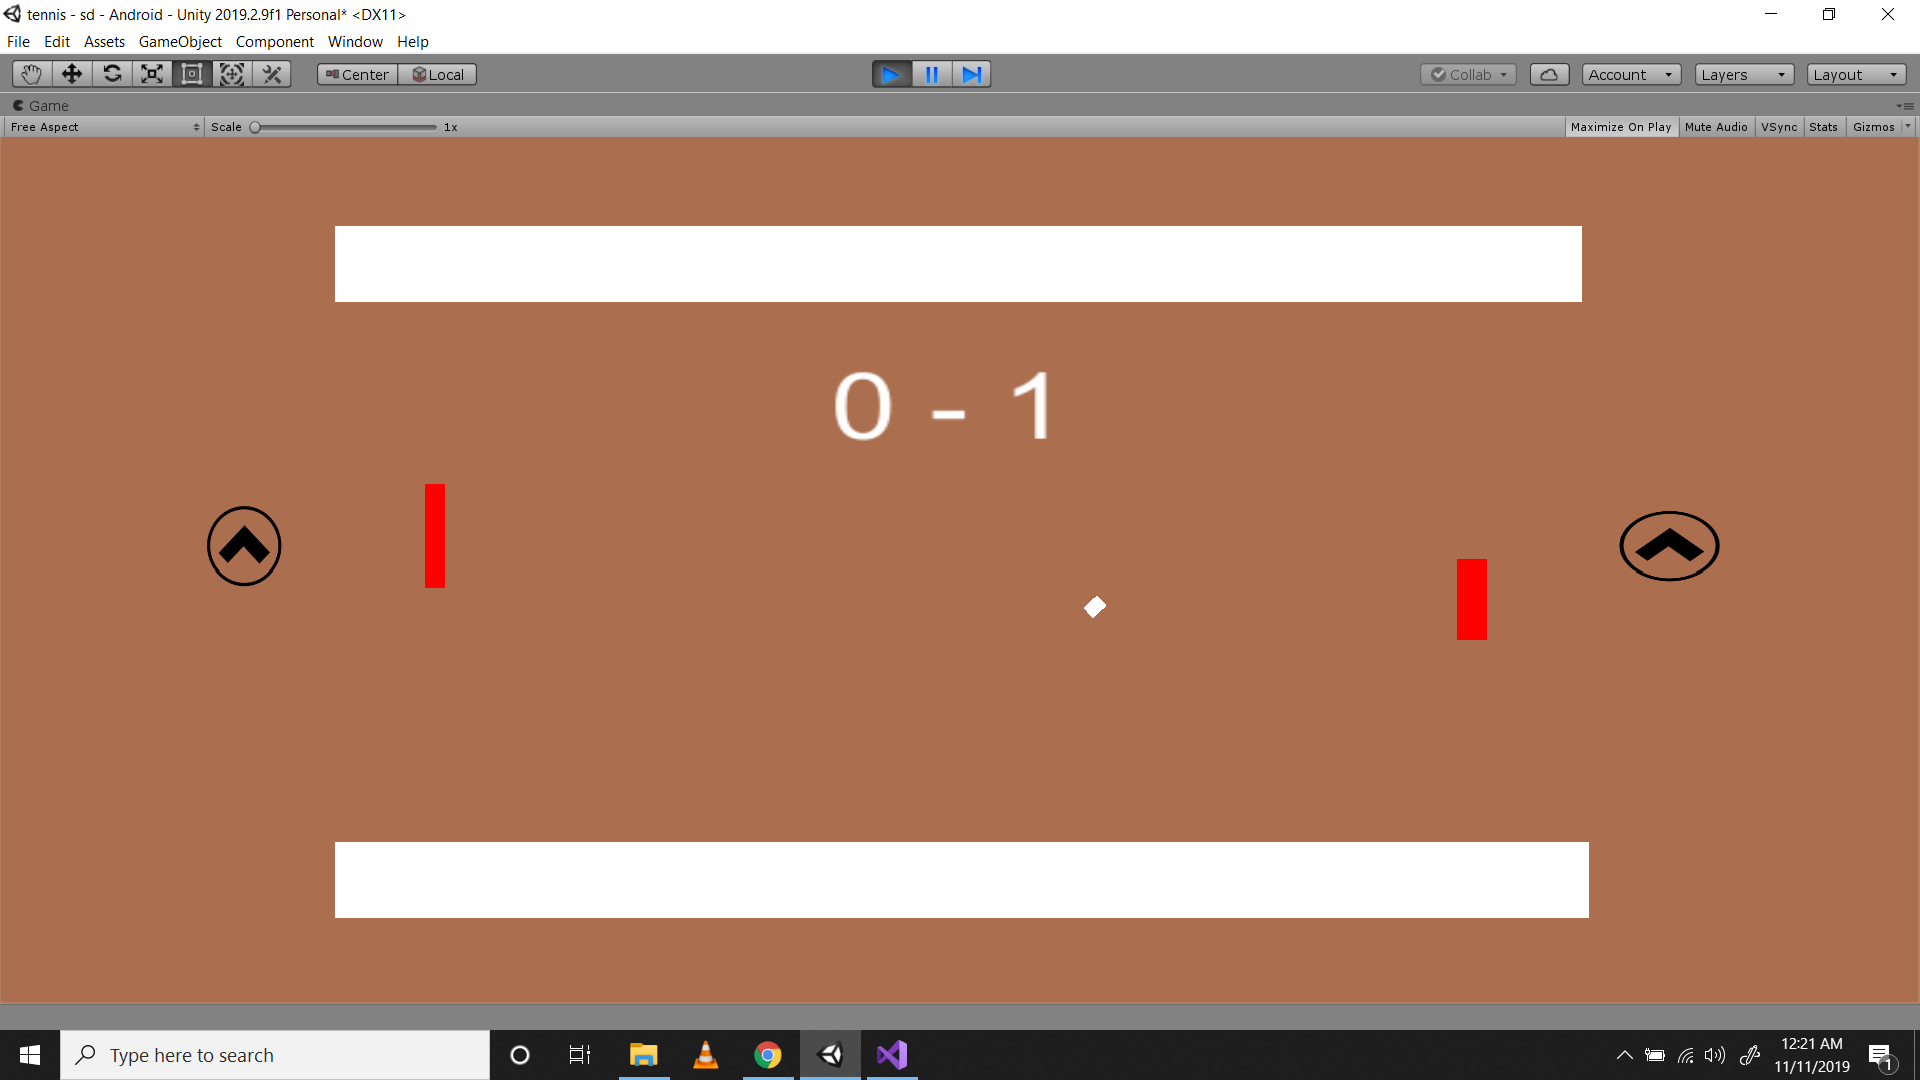 tennis - sd - Android - Unity 2019.2.9f1 Personal* <DX11>
File Edit Assets GameObject Component Window Help
Center Local Collab Account Layers Layout
Game
Free Aspect Scale 1x Maximize On Play Mute Audio VSync Stats Gizmos
0 - 1
Type here to search
12:21 AM
11/11/2019
1